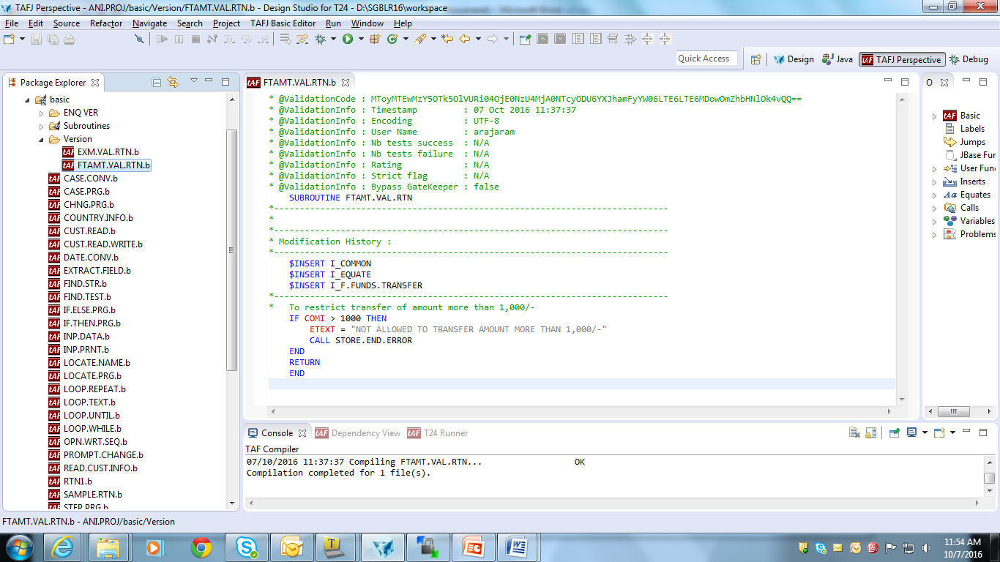 TAFJ Perspective - ANI.PROJ/basic/Version/FTAMT.VAL.RTN.b - Design Studio for T24 - D:\SGBLR16\workspace
File Edit Source Refactor Navigate Search Project TAFJ Basic Editor Run Window Help
Quick Access
Design
Java
TAFJ Perspective
Debug
Package Explorer
basic
ENQ VER
Subroutines
Version
EXM.VAL.RTN.b
FTAMT.VAL.RTN.b
CASE.CONV.b
CASE.PRG.b
CHNG.PRG.b
COUNTRY.INFO.b
CUST.READ.b
CUST.READ.WRITE.b
DATE.CONV.b
EXTRACT.FIELD.b
FIND.STR.b
FIND.TEST.b
IF.ELSE.PRG.b
IF.THEN.PRG.b
INP.DATA.b
INP.PRNT.b
LOCATE.NAME.b
LOCATE.PRG.b
LOOP.REPEAT.b
LOOP.TEXT.b
LOOP.UNTIL.b
LOOP.WHILE.b
OPN.WRT.SEQ.b
PROMPT.CHANGE.b
READ.CUST.INFO.b
RTN1.b
SAMPLE.RTN.b
STEP.PRG.b
FTAMT.VAL.RTN.b
* @ValidationCode : MToyMTEwMzY5OTk5OlVURi04OjE0NzU4MjA0NTcyODU6YXJhamFyYW06LTE6LTE6MDowOmZhbHNlOk4vQQ==
* @ValidationInfo : Timestamp : 07 Oct 2016 11:37:37
* @ValidationInfo : Encoding : UTF-8
* @ValidationInfo : User Name : arajaram
* @ValidationInfo : Nb tests success : N/A
* @ValidationInfo : Nb tests failure : N/A
* @ValidationInfo : Rating : N/A
* @ValidationInfo : Strict flag : N/A
* @ValidationInfo : Bypass GateKeeper : false
SUBROUTINE FTAMT.VAL.RTN
*-----------------------------------------------------------------------------
*
*-----------------------------------------------------------------------------
* Modification History :
*-----------------------------------------------------------------------------
$INSERT I_COMMON
$INSERT I_EQUATE
$INSERT I_F.FUNDS.TRANSFER
*-----------------------------------------------------------------------------
* To restrict transfer of amount more than 1,000/-
IF COMI > 1000 THEN
ETEXT = "NOT ALLOWED TO TRANSFER AMOUNT MORE THAN 1,000/-"
CALL STORE.END.ERROR
END
RETURN
END
O
Basic
Labels
Jumps
JBase Fun
User Func
Inserts
Equates
Calls
Variables
Problems
Console
Dependency View
T24 Runner
TAF Compiler
07/10/2016 11:37:37 Compiling FTAMT.VAL.RTN... OK
Compilation completed for 1 file(s).
FTAMT.VAL.RTN.b - ANI.PROJ/basic/Version
11:54 AM
10/7/2016